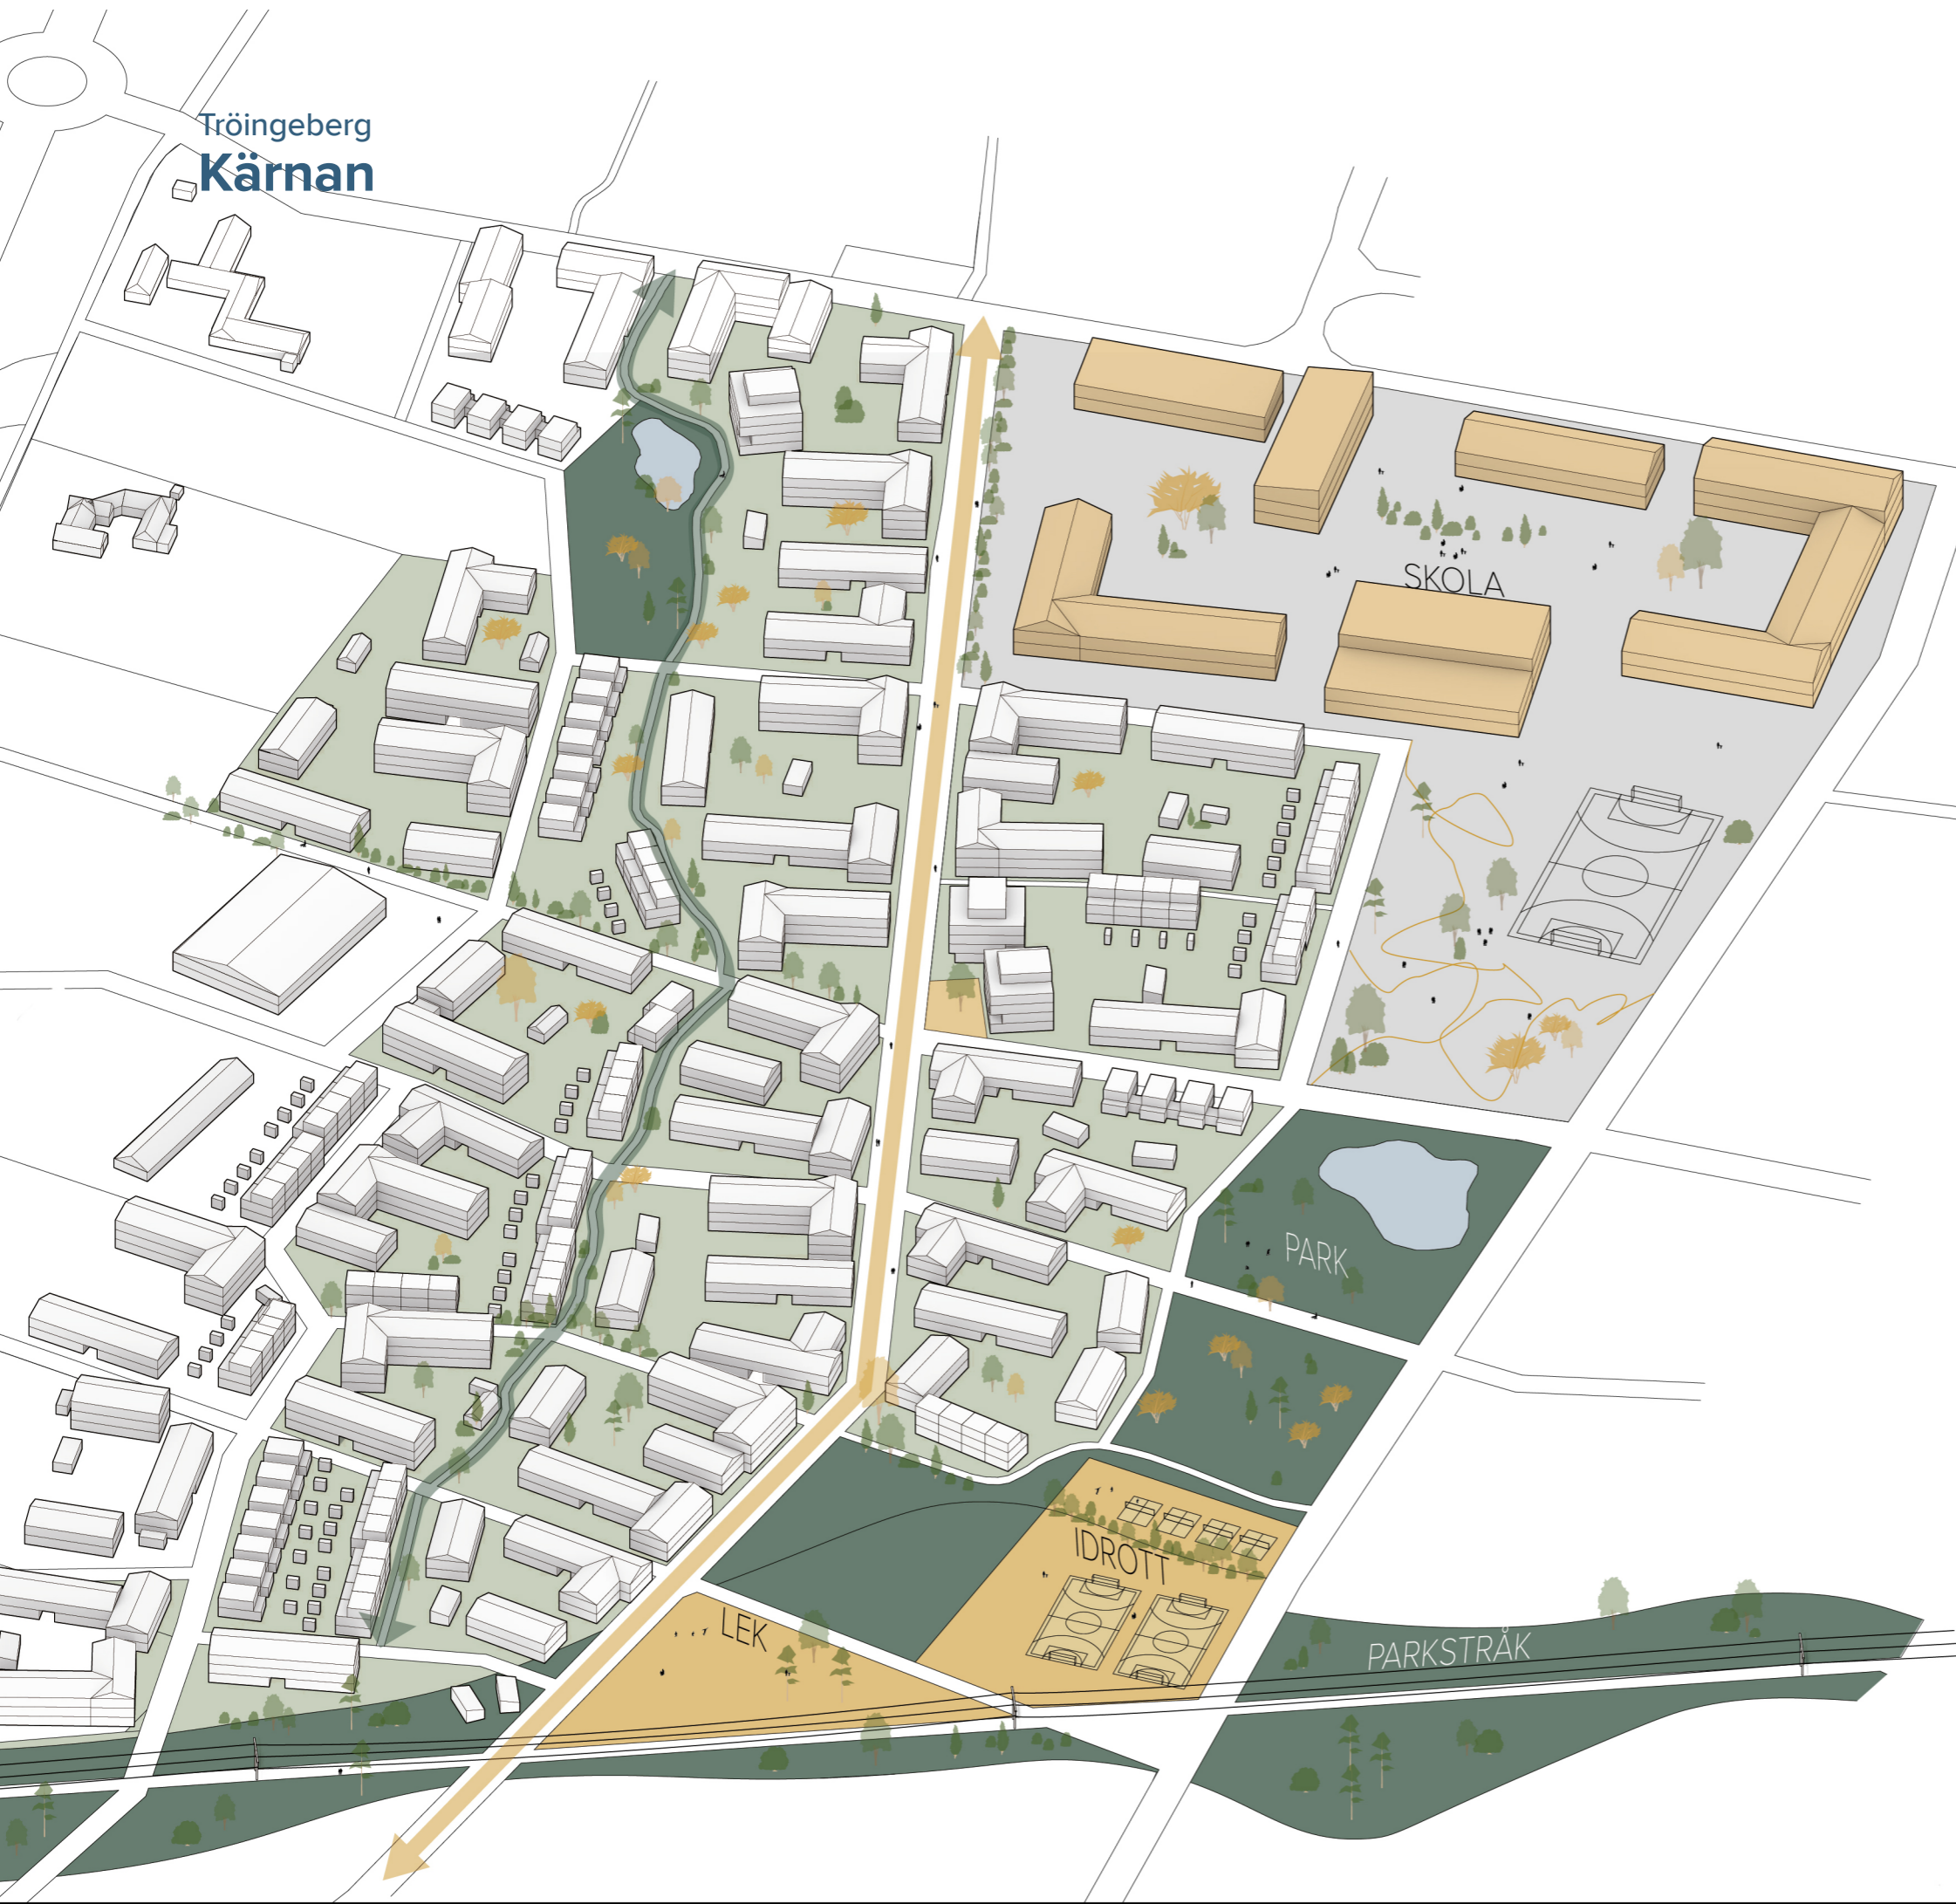 Tröingeberg
Kärnan
SKOLA
PARK
IDROTT
LEK
PARKSTRÅK